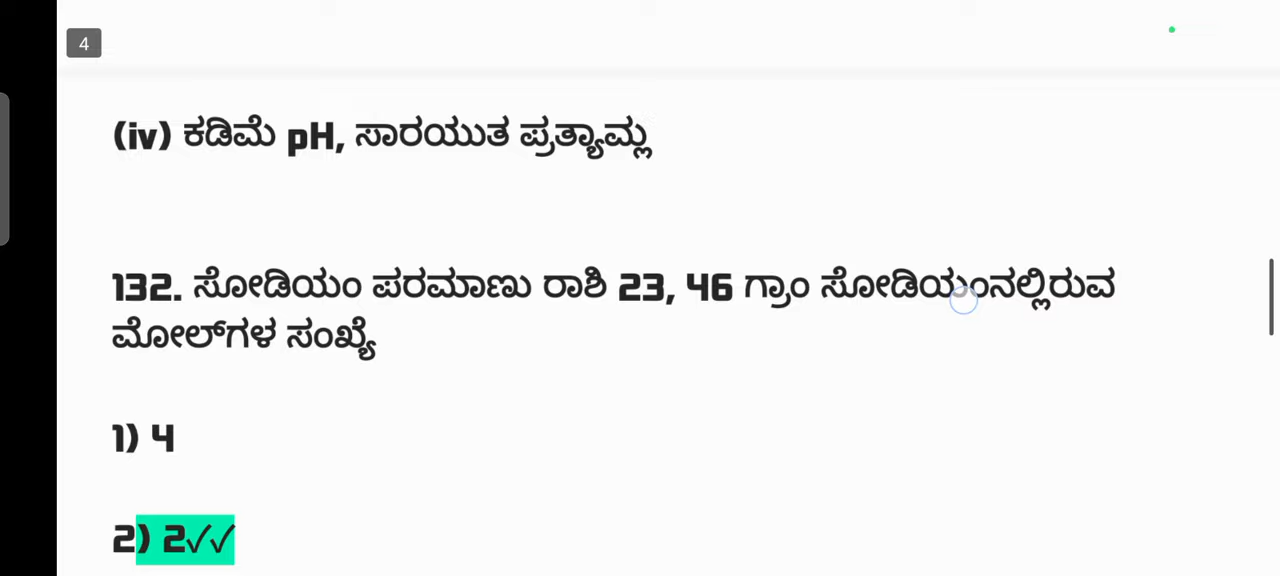 4
(iv) ಕಡಿಮೆ pH, ಸಾರಯುತ ಪ್ರತ್ಯಾಮ್ಲ
132. ಸೋಡಿಯಂ ಪರಮಾಣು ರಾಶಿ 23, 46 ಗ್ರಾಂ ಸೋಡಿಯಂನಲ್ಲಿರುವ
ಮೋಲ್‌ಗಳ ಸಂಖ್ಯೆ
1) 4
2) 2✓✓